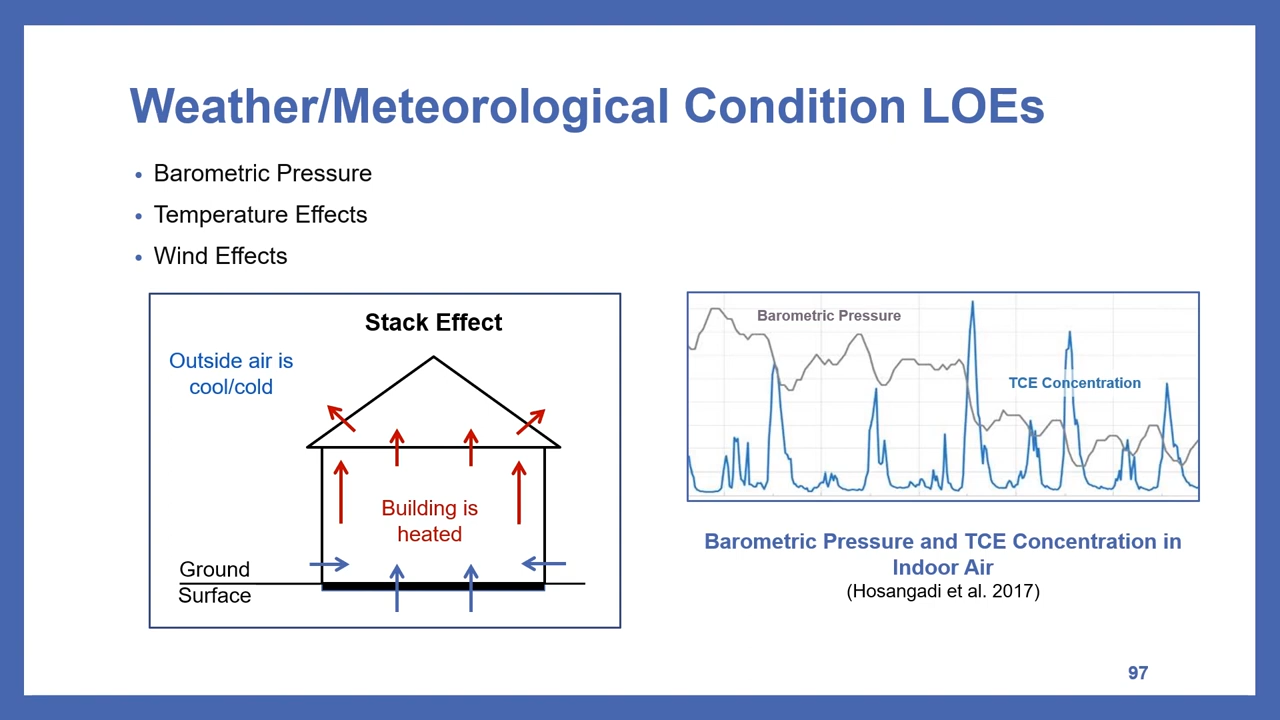 Weather/Meteorological Condition LOEs
• Barometric Pressure
• Temperature Effects
• Wind Effects
Stack Effect
Outside air is
cool/cold
Building is
heated
Ground
Surface
Barometric Pressure
TCE Concentration
Barometric Pressure and TCE Concentration in
Indoor Air
(Hosangadi et al. 2017)
97